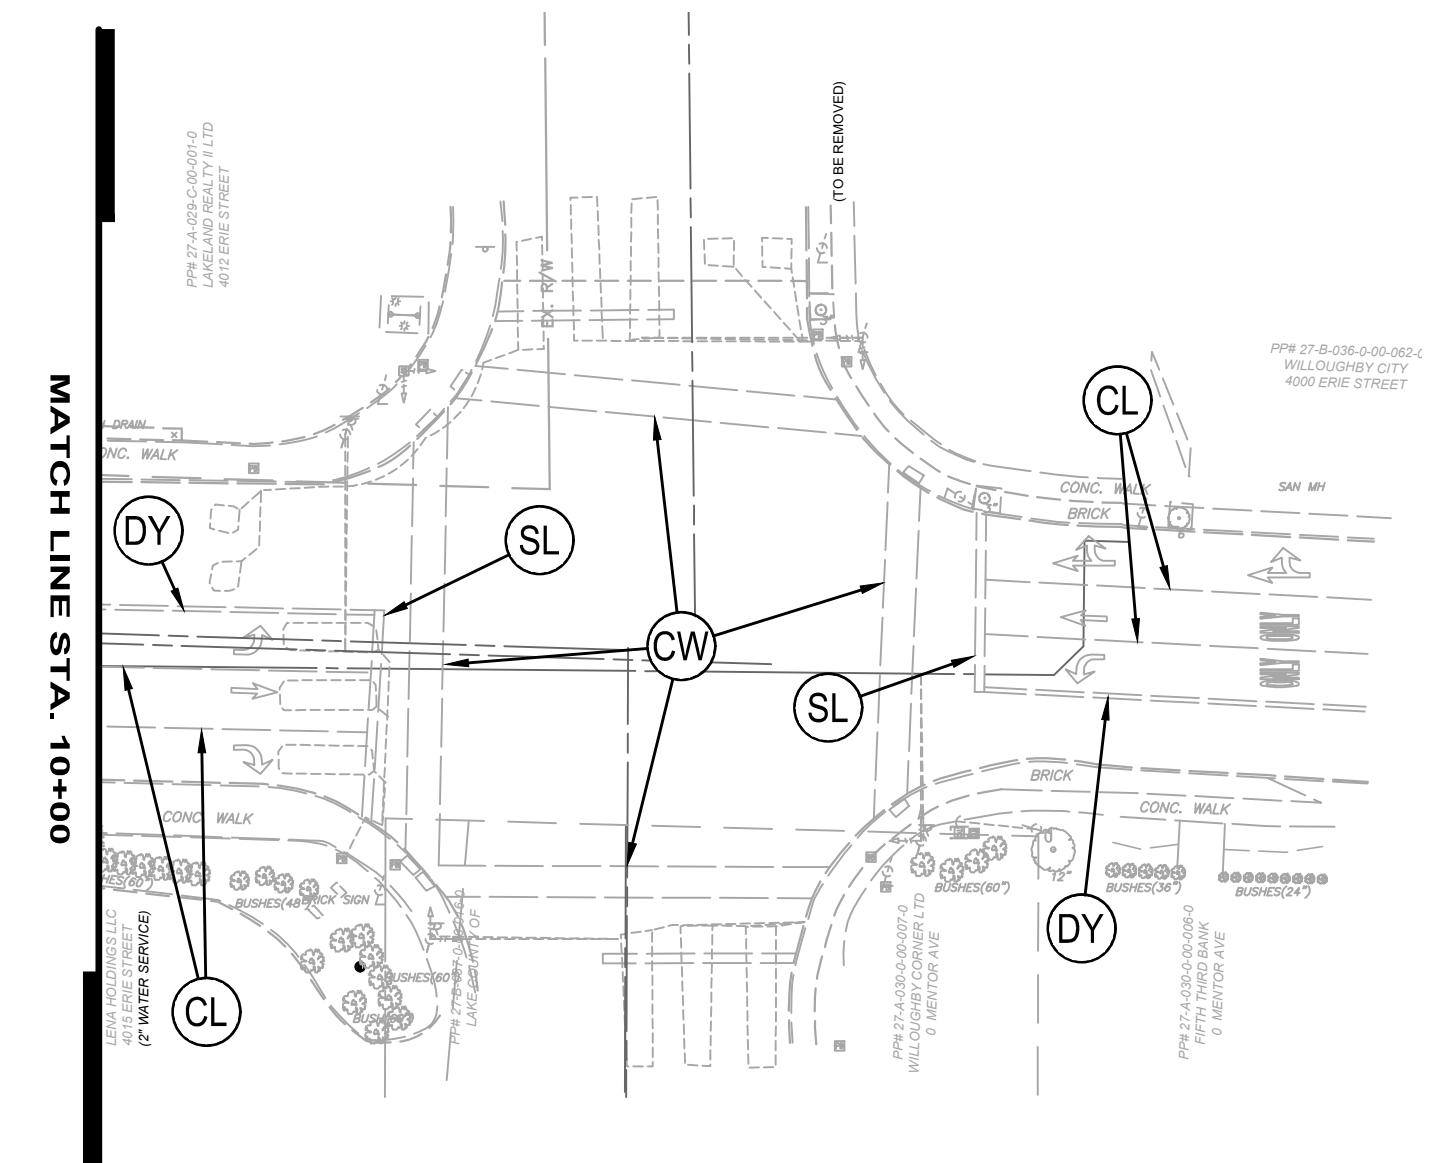 (TO BE REMOVED)
PP# 27-A-029-C-00-001-0
LAKELAND REALTY II LTD
4012 ERIE STREET
EX. R/W
PP# 27-B-036-0-00-062-0
WILLOUGHBY CITY
4000 ERIE STREET
CL
MATCH LINE STA. 10+00
DRAIN
CONC. WALK
CONC. WALK
SAN MH
BRICK
DY
SL
CW
SL
BRICK
CONC. WALK
CONC. WALK
BUSHES(60")
BUSHES(48")
BRICK SIGN
BUSHES(60")
12"
BUSHES(36")
BUSHES(24")
LENA HOLDINGS LLC
4015 ERIE STREET
(2" WATER SERVICE)
BUSHES(60")
LAKE COUNTY OF
DY
PP# 27-A-030-0-00-007-0
WILLOUGHBY CORNER LTD
0 MENTOR AVE
PP# 27-A-030-0-00-006-0
FIFTH THIRD BANK
0 MENTOR AVE
CL